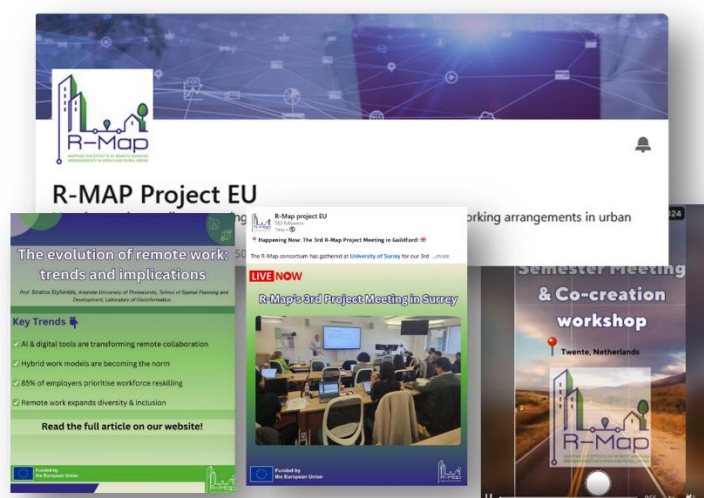 R-Map
MAPPING THE EFFECTS OF REMOTE WORKING
ARRANGEMENTS IN URBAN AND RURAL AREAS
R-MAP Project EU
orking arrangements in urban
The evolution of remote work:
trends and implications
Prof. Stratos Stylianidis, Aristotle University of Thessaloniki, School of Spatial Planning and
Development, Laboratory of Geoinformatics.
Key Trends
AI & digital tools are transforming remote collaboration
Hybrid work models are becoming the norm
85% of employers prioritise workforce reskilling
Remote work expands diversity & inclusion
Read the full article on our website!
Funded by
the European Union
R-Map
R-Map project EU
582 followers
Happening Now: The 3rd R-Map Project Meeting in Guildford!
The R-Map consortium has gathered at University of Surrey for our 3rd ...more
LIVE NOW
R-Map's 3rd Project Meeting in Surrey
Funded by
the European Union
R-Map
024
Semester Meeting
& Co-creation
workshop
Twente, Netherlands
R-Map